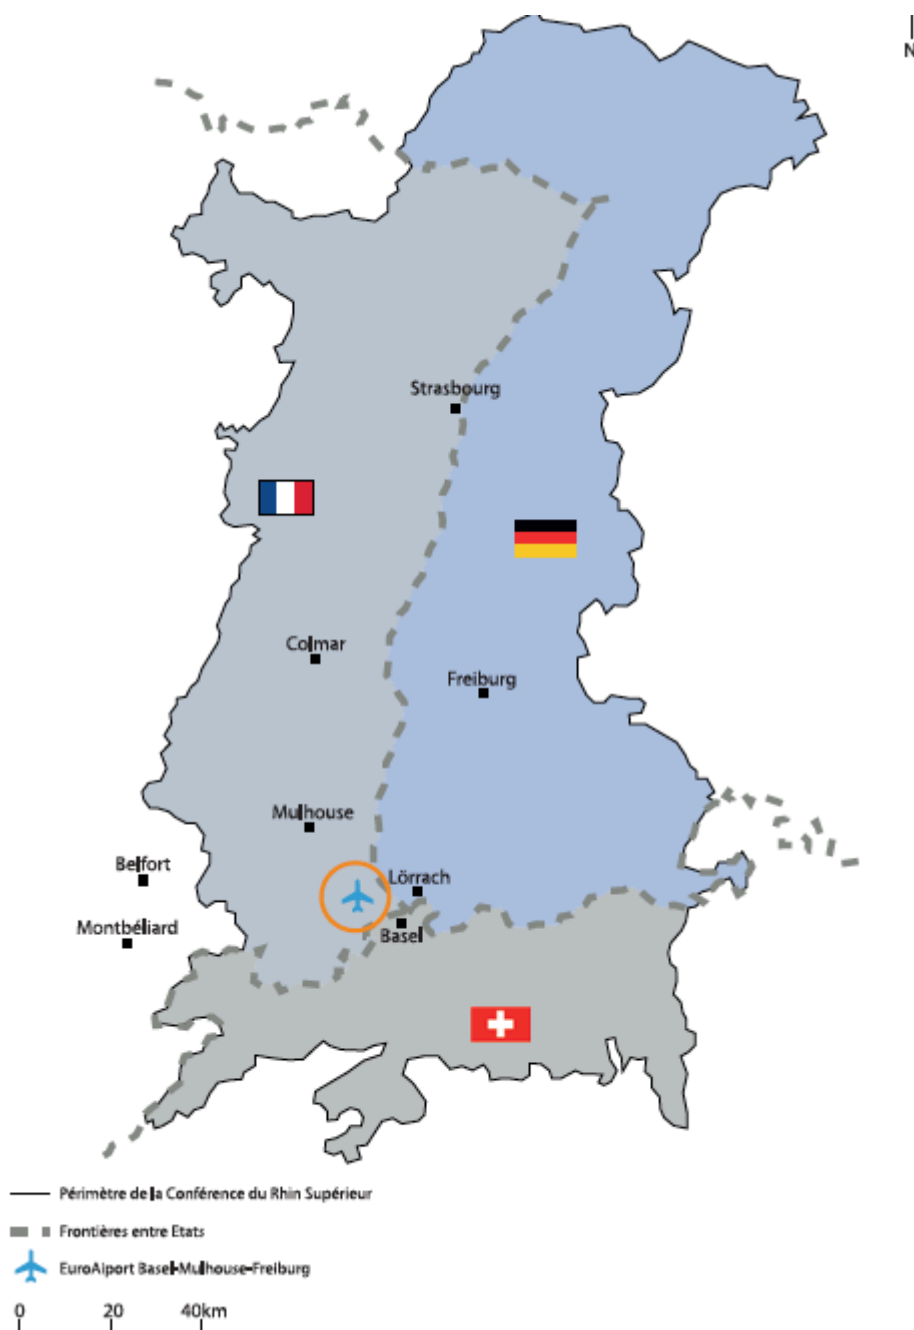 N
Strasbourg
Colmar
Freiburg
Mulhouse
Belfort
Lörrach
Montbéliard
Basel
Périmètre de la Conférence du Rhin Supérieur
Frontières entre Etats
EuroAiport Basel-Mulhouse-Freiburg
0 20 40km